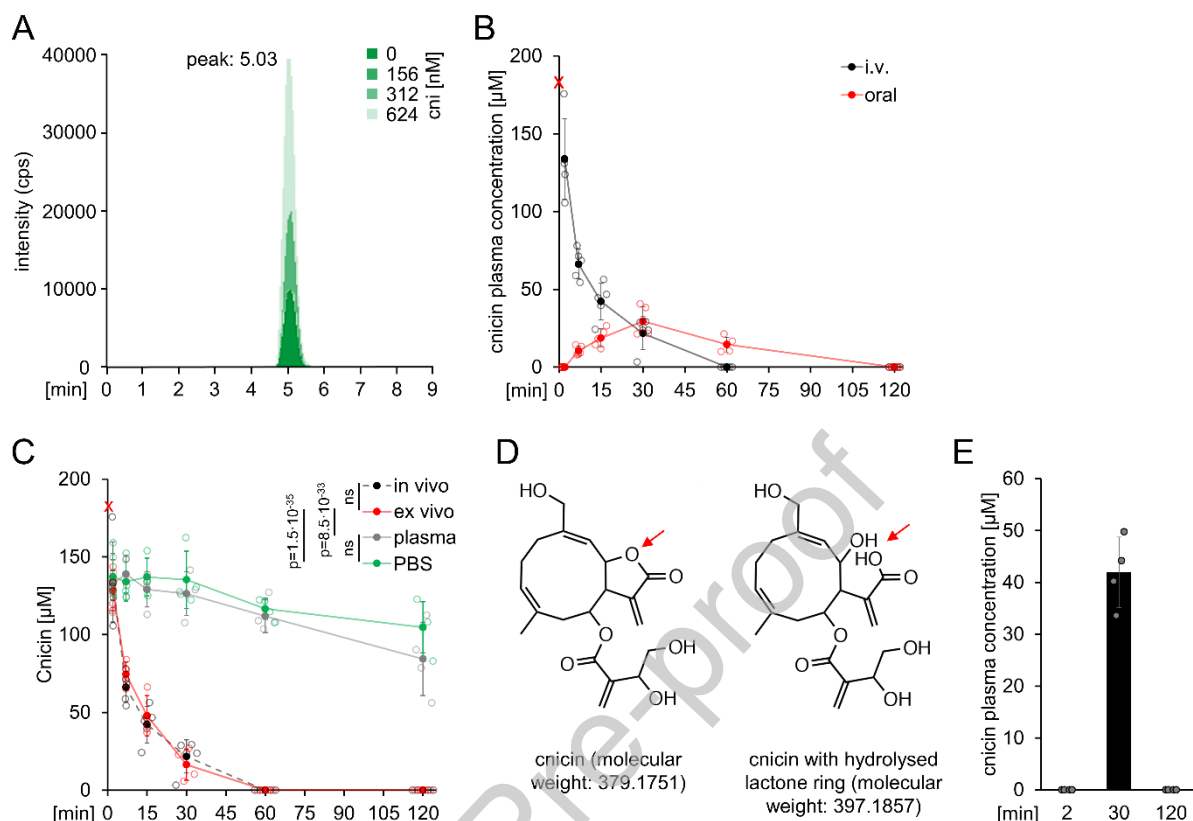 A
peak: 5.03
0
156
312
624
cni [nM]
intensity (cps)
40000
30000
20000
10000
0
[min] 0 1 2 3 4 5 6 7 8 9
B
i.v.
oral
cnicin plasma concentration [µM]
200
150
100
50
0
[min] 0 15 30 45 60 75 90 105 120
C
in vivo
ex vivo
plasma
PBS
ns
ns
p=8.5·10-33
p=1.5·10-35
Cnicin [µM]
200
150
100
50
0
[min] 0 15 30 45 60 75 90 105 120
D
HO
O
O
O
O
OH
OH
cnicin (molecular
weight: 379.1751)
HO
OH
HO
O
O
O
OH
OH
cnicin with hydrolysed
lactone ring (molecular
weight: 397.1857)
E
cnicin plasma concentration [µM]
60
50
40
30
20
10
0
[min] 2 30 120
Pre-proof